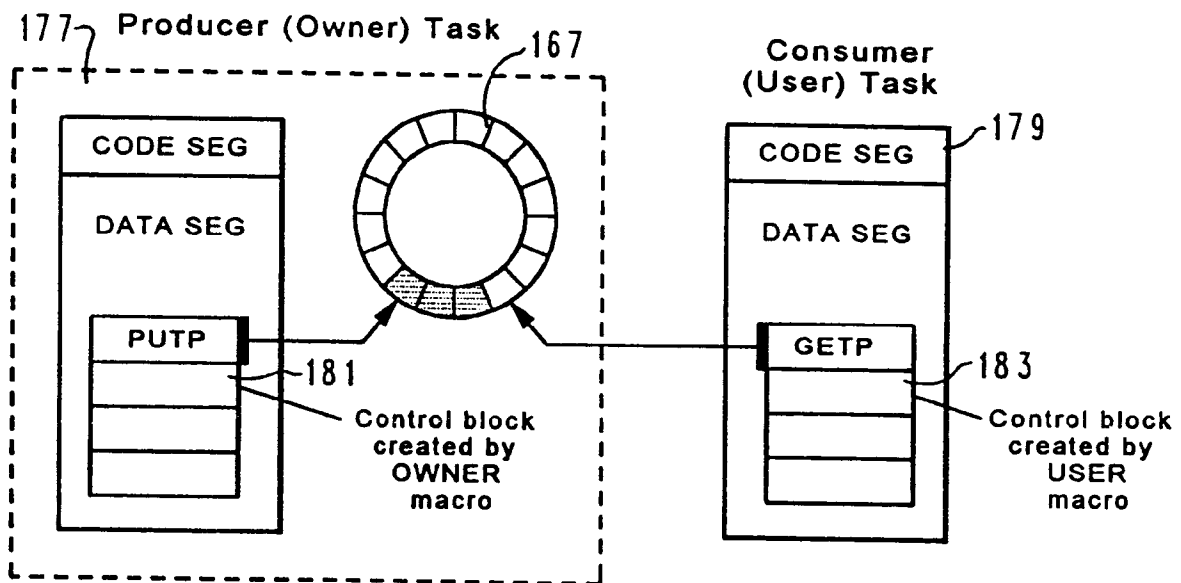 177
Producer (Owner) Task
167
Consumer
(User) Task
179
CODE SEG
DATA SEG
PUTP
181
Control block
created by
OWNER
macro
CODE SEG
DATA SEG
GETP
183
Control block
created by
USER
macro